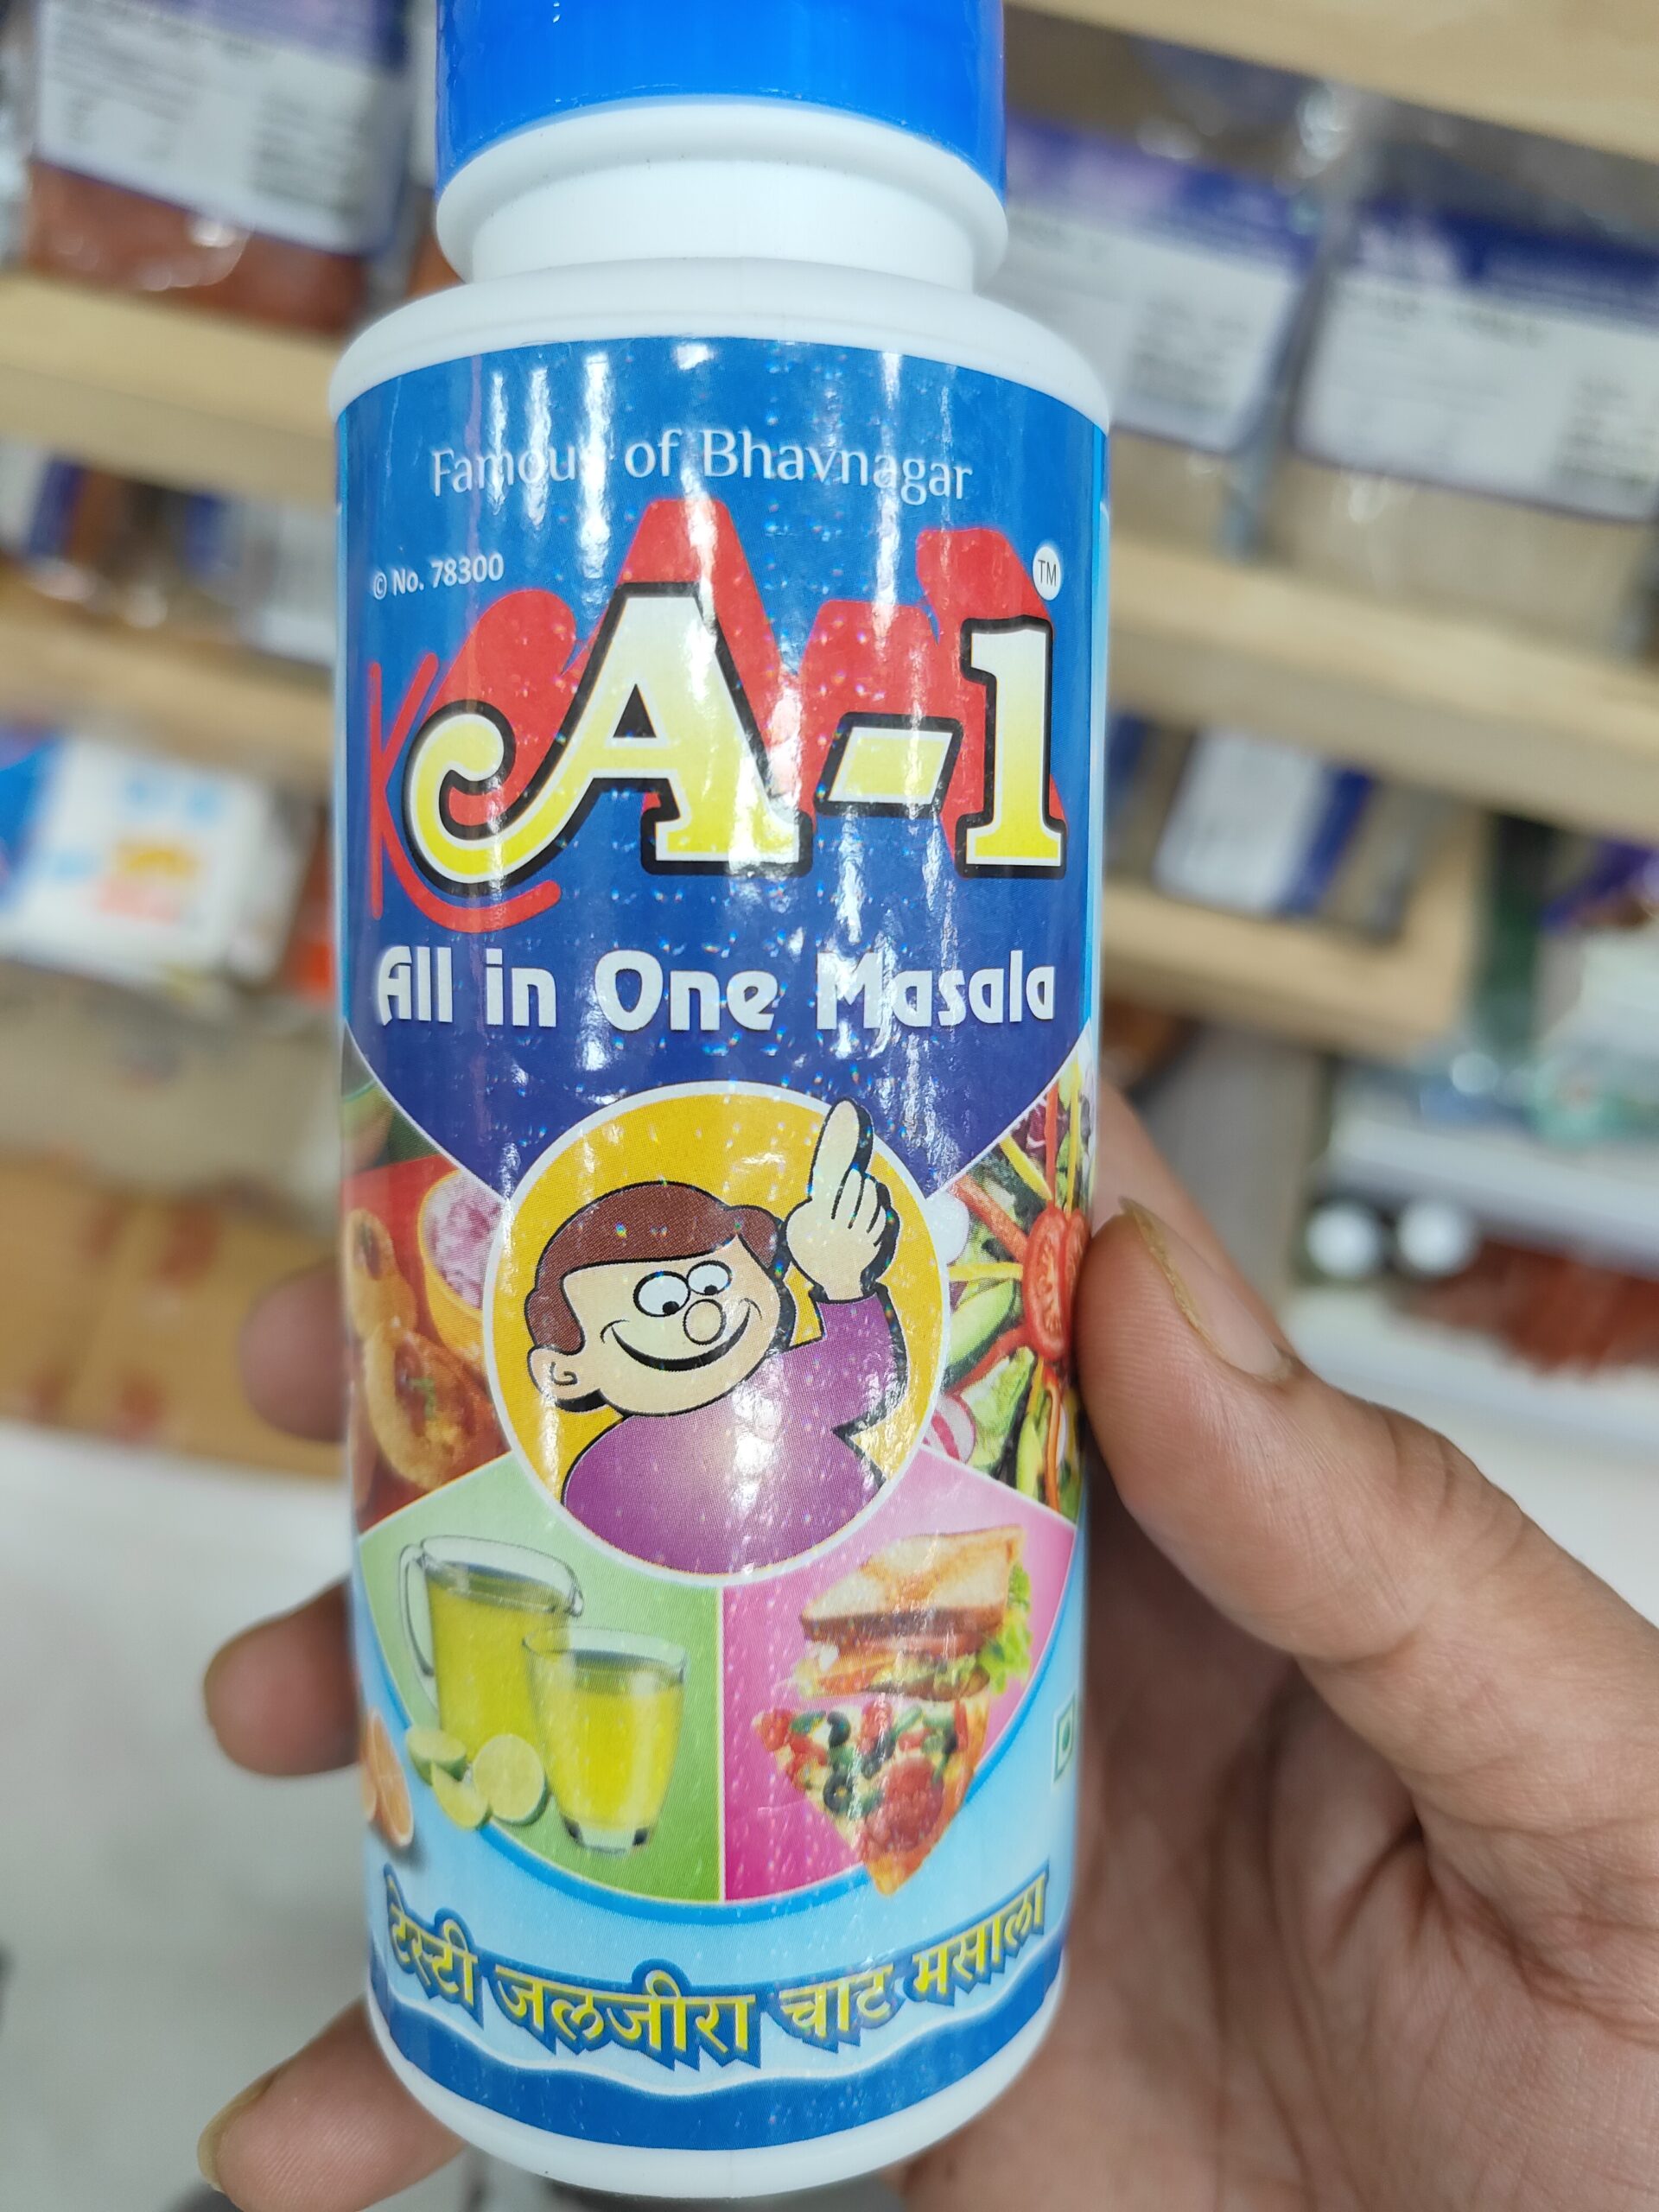 Famous of Bhavnagar
© No. 78300
K A-1 TM
All in One Masala
टेस्टी जलजीरा चाट मसाला